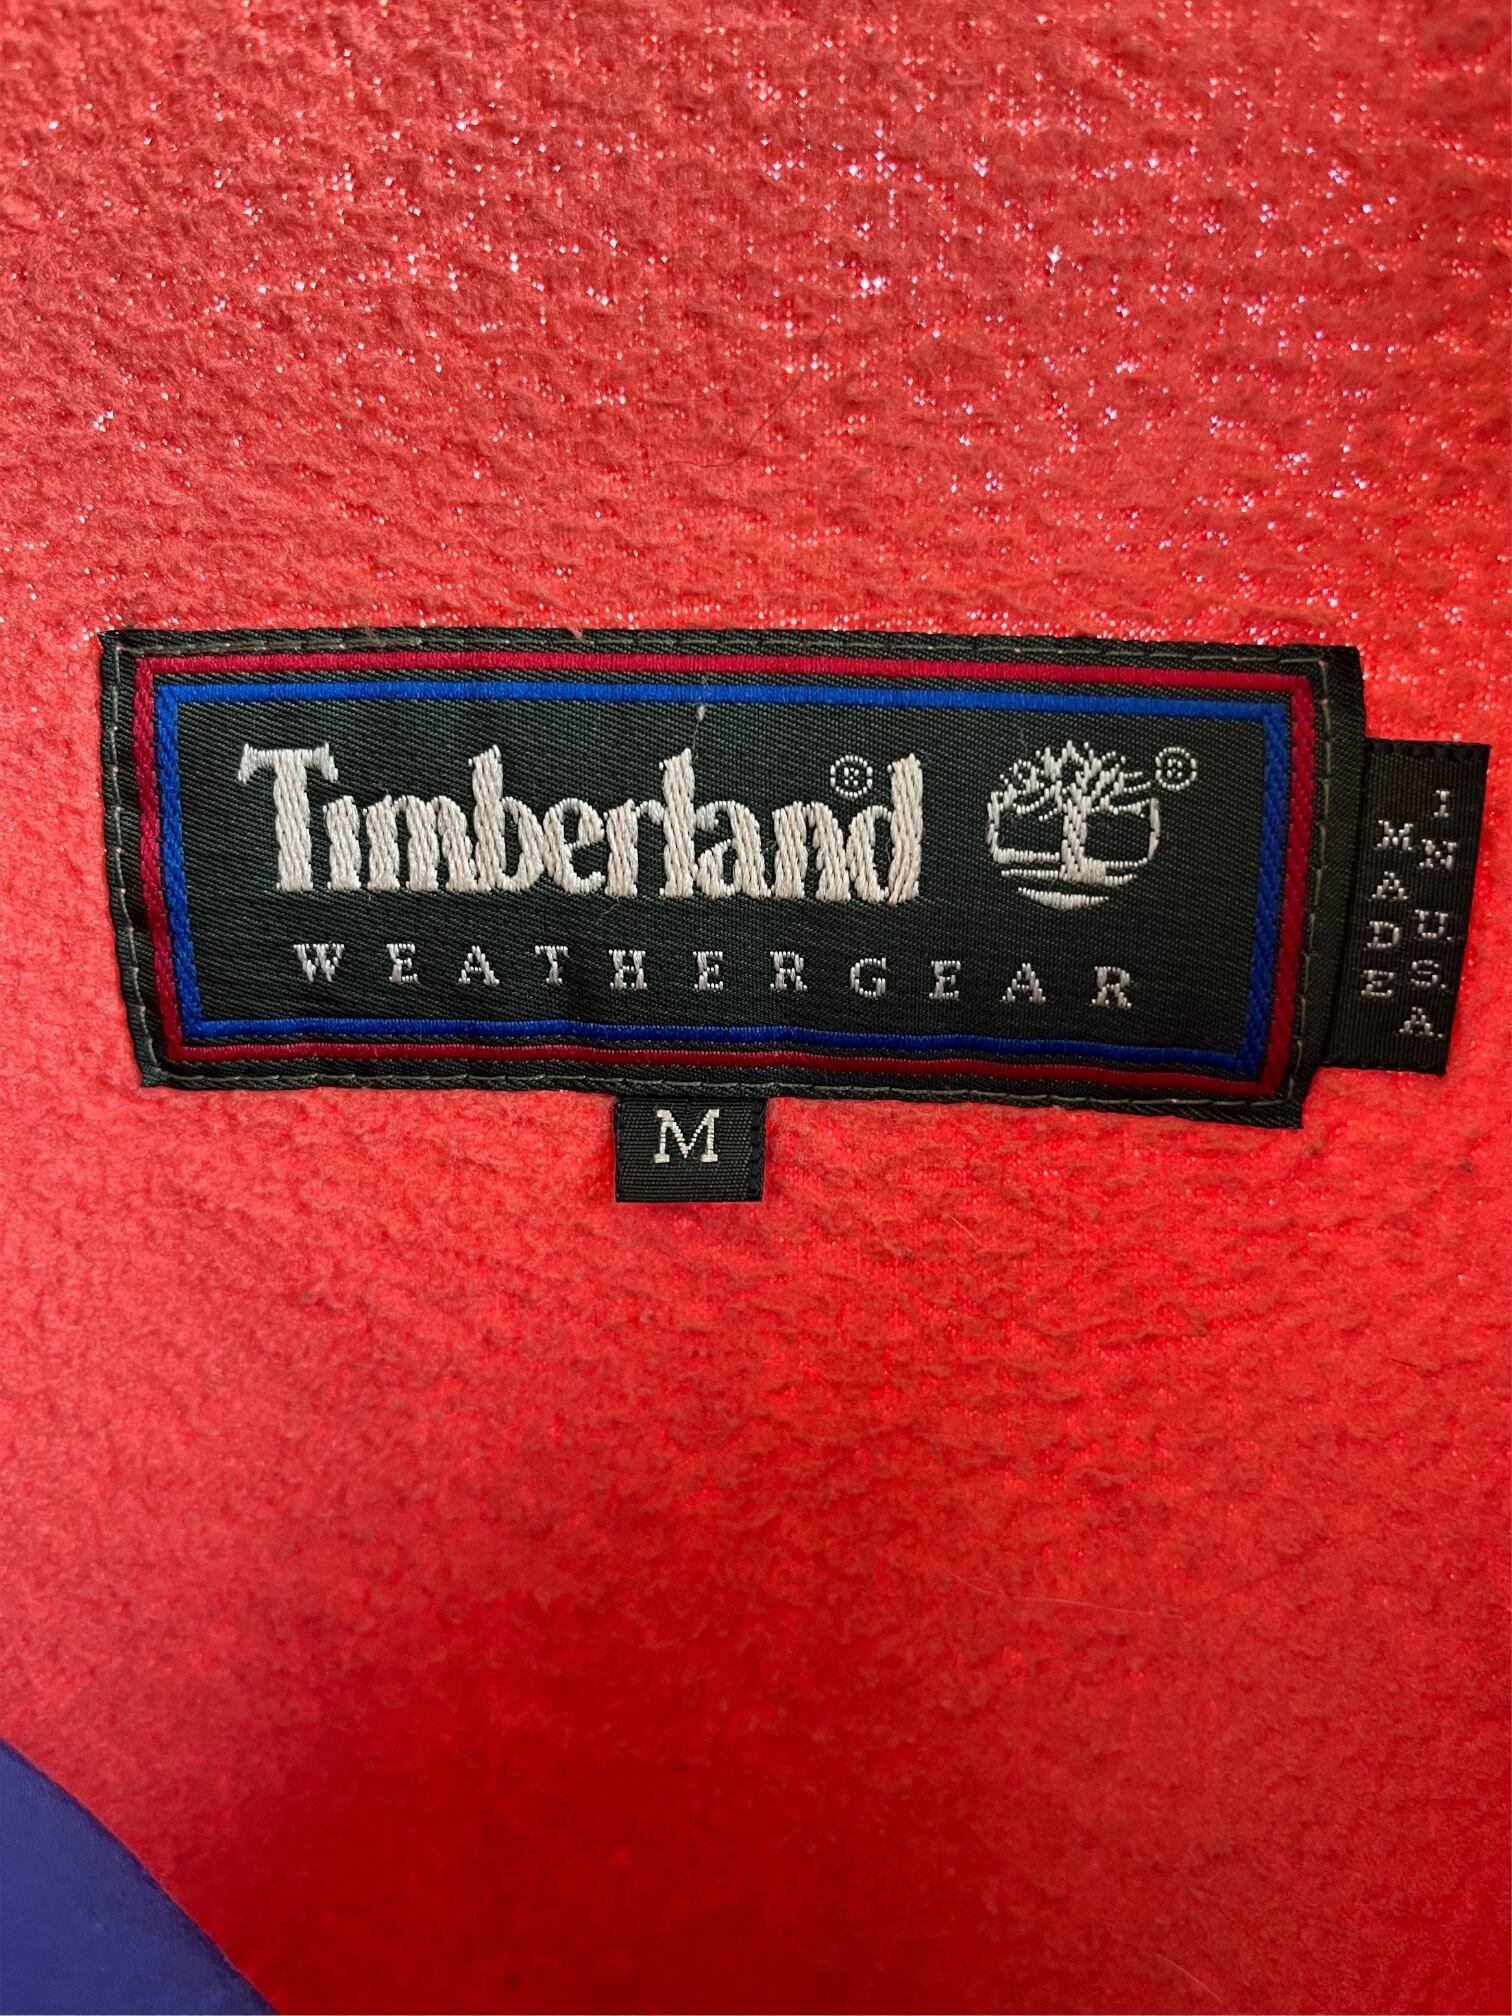 Timberland®
®
WEATHERGEAR
M
MADE
IN U.S.A.